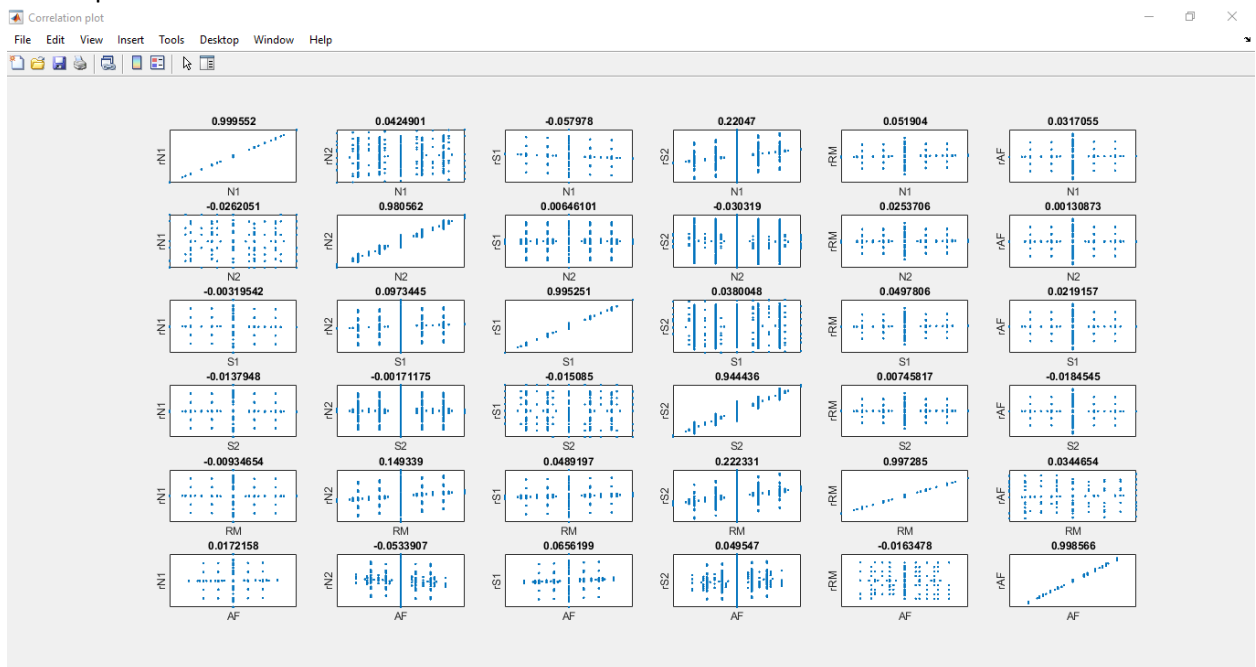 Correlation plot
File Edit View Insert Tools Desktop Window Help
0.999552 0.0424901 -0.057978 0.22047 0.051904 0.0317055
rN1 rN2 rS1 rS2 rRM rAF
N1 N1 N1 N1 N1 N1
-0.0262051 0.980562 0.00646101 -0.030319 0.0253706 0.00130873
rN1 rN2 rS1 rS2 rRM rAF
N2 N2 N2 N2 N2 N2
-0.00319542 0.0973445 0.995251 0.0380048 0.0497806 0.0219157
rN1 rN2 rS1 rS2 rRM rAF
S1 S1 S1 S1 S1 S1
-0.0137948 -0.00171175 -0.015085 0.944436 0.00745817 -0.0184545
rN1 rN2 rS1 rS2 rRM rAF
S2 S2 S2 S2 S2 S2
-0.00934654 0.149339 0.0489197 0.222331 0.997285 0.0344654
rN1 rN2 rS1 rS2 rRM rAF
RM RM RM RM RM RM
0.0172158 -0.0533907 0.0656199 0.049547 -0.0163478 0.998566
rN1 rN2 rS1 rS2 rRM rAF
AF AF AF AF AF AF